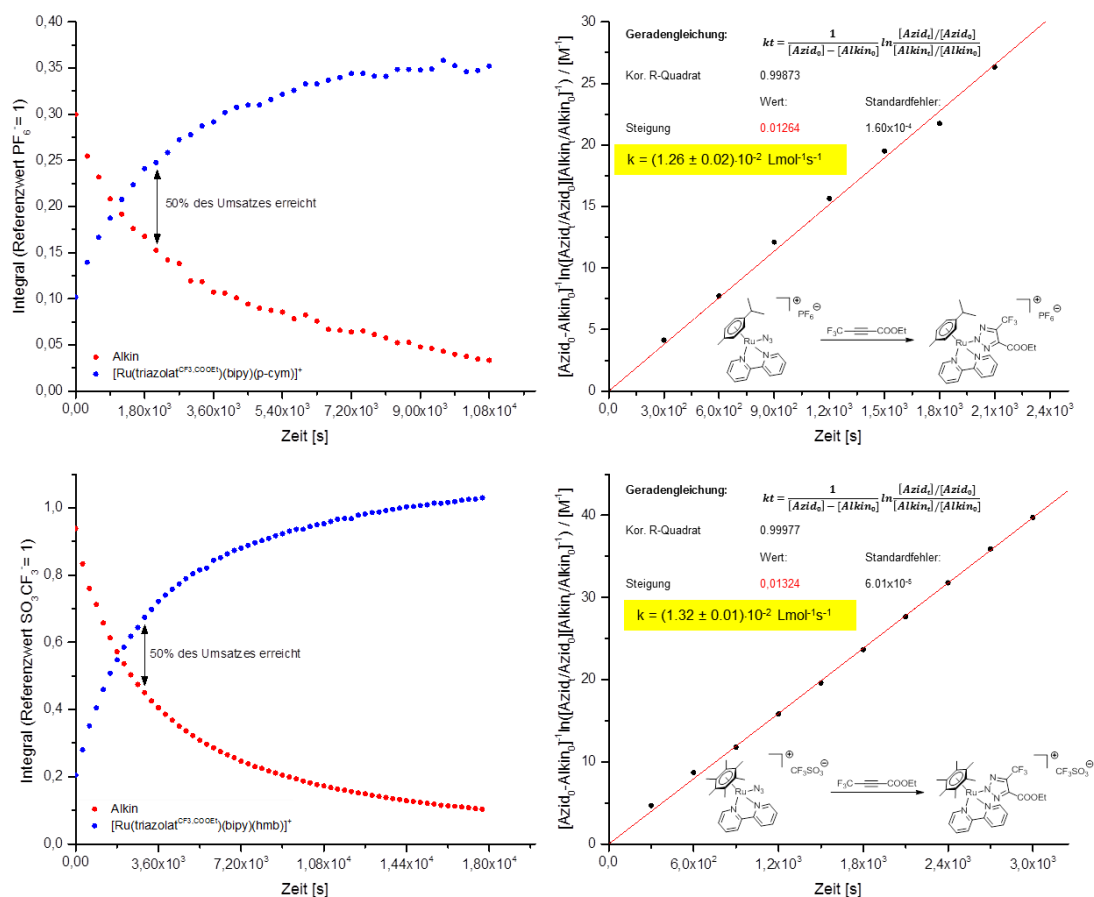 0,40
0,35
0,30
0,25
0,20
0,15
0,10
0,05
0,00
Integral (Referenzwert PF₆⁻= 1)
50% des Umsatzes erreicht
Alkin
[Ru(triazolatᶜᶠ³,ᶜᴼᴼᴱᵗ)(bipy)(p-cym)]⁺
0,00
1,80x10³
3,60x10³
5,40x10³
7,20x10³
9,00x10³
1,08x10⁴
Zeit [s]
30
25
20
15
10
5
0
[Azid₀-Alkin₀]⁻¹ln([Azidₜ/Azid₀][Alkinₜ/Alkin₀]⁻¹) / [M⁻¹]
Geradengleichung: kt = 1/([Azid₀] − [Alkin₀]) ln ([Azidₜ]/[Azid₀])/([Alkinₜ]/[Alkin₀])
Kor. R-Quadrat 0.99873
Wert: Standardfehler:
Steigung 0.01264 1.60x10⁻⁴
k = (1.26 ± 0.02)·10⁻² Lmol⁻¹s⁻¹
PF₆⊖
Ru
N₃
N
N
F₃C
COOEt
PF₆⊖
CF₃
N
N
N
Ru
COOEt
N
N
0,0
3,0x10²
6,0x10²
9,0x10²
1,2x10³
1,5x10³
1,8x10³
2,1x10³
2,4x10³
Zeit [s]
1,0
0,8
0,6
0,4
0,2
0,0
Integral (Referenzwert SO₃CF₃⁻= 1)
50% des Umsatzes erreicht
Alkin
[Ru(triazolatᶜᶠ³,ᶜᴼᴼᴱᵗ)(bipy)(hmb)]⁺
0,00
3,60x10³
7,20x10³
1,08x10⁴
1,44x10⁴
1,80x10⁴
Zeit [s]
40
30
20
10
0
[Azid₀-Alkin₀]⁻¹ln([Azidₜ/Azid₀][Alkinₜ/Alkin₀]⁻¹) / [M⁻¹]
Geradengleichung: kt = 1/([Azid₀] − [Alkin₀]) ln ([Azidₜ]/[Azid₀])/([Alkinₜ]/[Alkin₀])
Kor. R-Quadrat 0.99977
Wert: Standardfehler:
Steigung 0,01324
k = (1.32 ± 0.01)·10⁻² Lmol⁻¹s⁻¹
CF₃SO₃⊖
Ru
N₃
N
N
F₃C
COOEt
CF₃SO₃⊖
CF₃
N
N
N
Ru
COOEt
N
N
0,0
6,0x10²
1,2x10³
1,8x10³
2,4x10³
3,0x10³
Zeit [s]